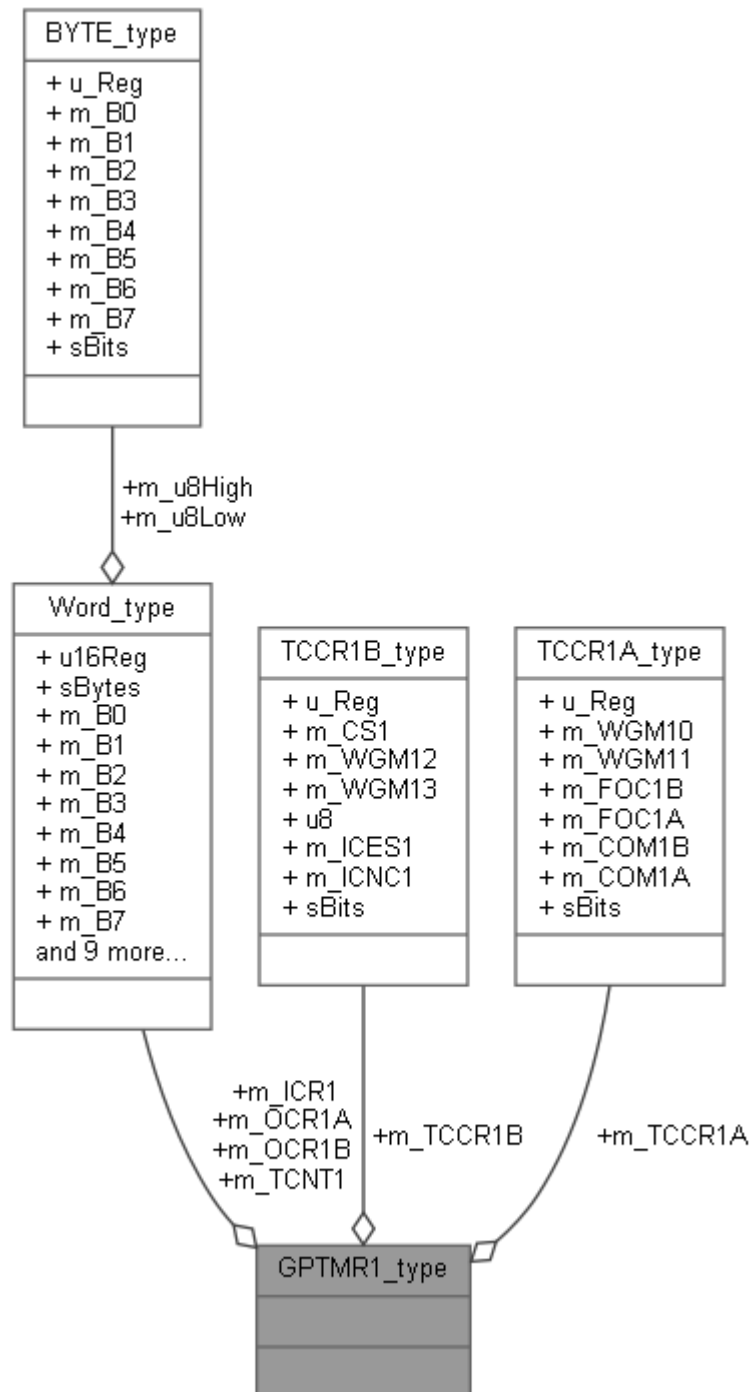 BYTE_type
+ u_Reg
+ m_B0
+ m_B1
+ m_B2
+ m_B3
+ m_B4
+ m_B5
+ m_B6
+ m_B7
+ sBits
+m_u8High
+m_u8Low
Word_type
+ u16Reg
+ sBytes
+ m_B0
+ m_B1
+ m_B2
+ m_B3
+ m_B4
+ m_B5
+ m_B6
+ m_B7
and 9 more...
TCCR1B_type
+ u_Reg
+ m_CS1
+ m_WGM12
+ m_WGM13
+ u8
+ m_ICES1
+ m_ICNC1
+ sBits
TCCR1A_type
+ u_Reg
+ m_WGM10
+ m_WGM11
+ m_FOC1B
+ m_FOC1A
+ m_COM1B
+ m_COM1A
+ sBits
+m_ICR1
+m_OCR1A
+m_OCR1B
+m_TCNT1
+m_TCCR1B
+m_TCCR1A
GPTMR1_type